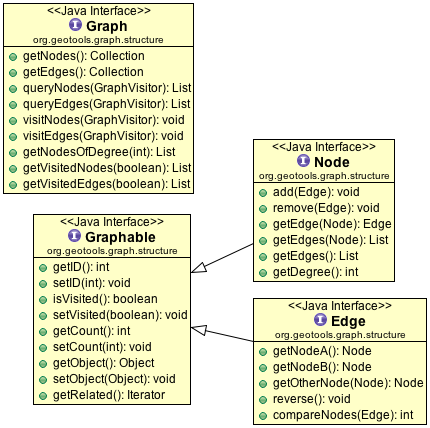 <<Java Interface>>
Graph
org.geotools.graph.structure
getNodes(): Collection
getEdges(): Collection
queryNodes(GraphVisitor): List
queryEdges(GraphVisitor): List
visitNodes(GraphVisitor): void
visitEdges(GraphVisitor): void
getNodesOfDegree(int): List
getVisitedNodes(boolean): List
getVisitedEdges(boolean): List
<<Java Interface>>
Graphable
org.geotools.graph.structure
getID(): int
setID(int): void
isVisited(): boolean
setVisited(boolean): void
getCount(): int
setCount(int): void
getObject(): Object
setObject(Object): void
getRelated(): Iterator
<<Java Interface>>
Node
org.geotools.graph.structure
add(Edge): void
remove(Edge): void
getEdge(Node): Edge
getEdges(Node): List
getEdges(): List
getDegree(): int
<<Java Interface>>
Edge
org.geotools.graph.structure
getNodeA(): Node
getNodeB(): Node
getOtherNode(Node): Node
reverse(): void
compareNodes(Edge): int